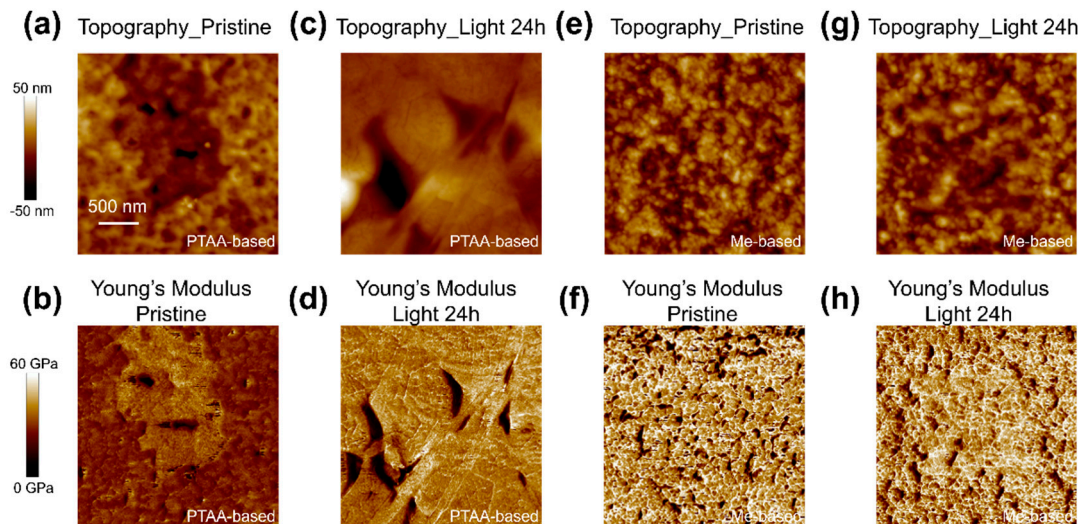 (a) Topography_Pristine
(c) Topography_Light 24h
(e) Topography_Pristine
(g) Topography_Light 24h
50 nm
-50 nm
500 nm
PTAA-based
PTAA-based
Me-based
Me-based
(b) Young's Modulus
Pristine
(d) Young's Modulus
Light 24h
(f) Young's Modulus
Pristine
(h) Young's Modulus
Light 24h
60 GPa
0 GPa
PTAA-based
PTAA-based
2Me-based
Me-based